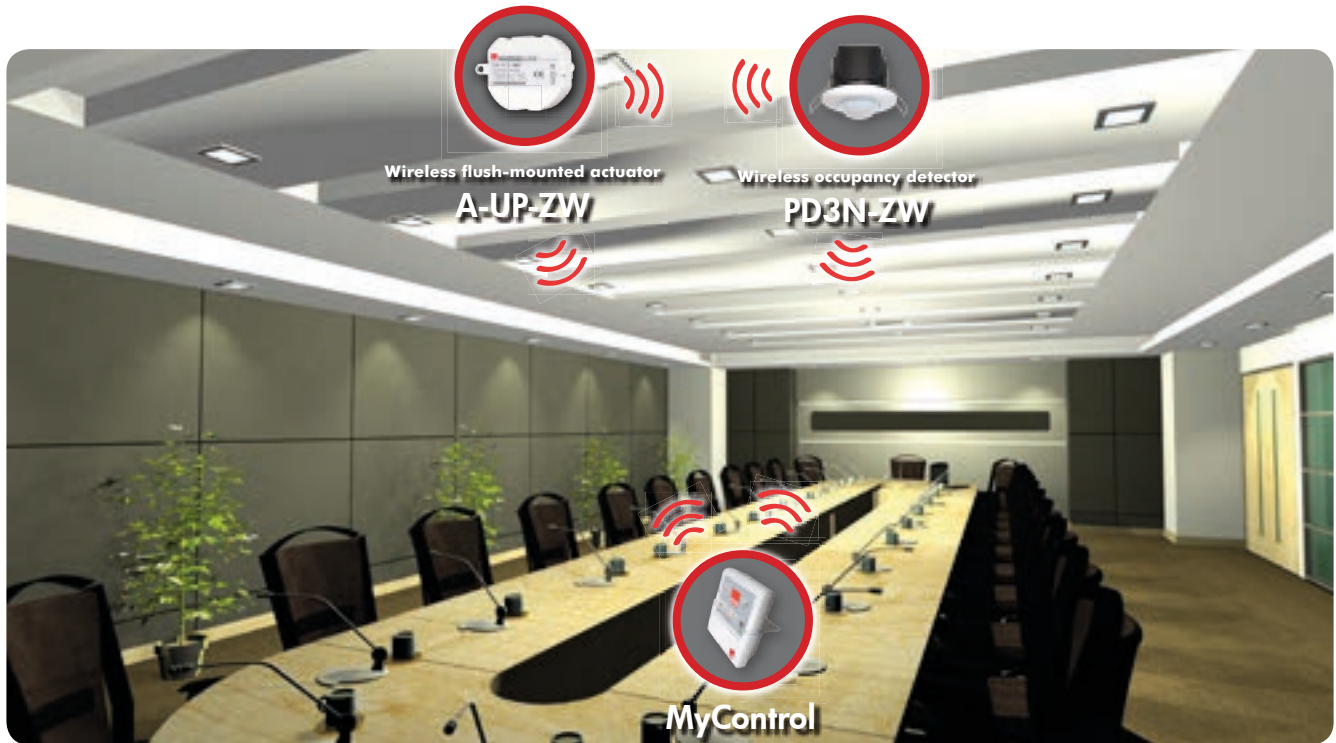 Wireless flush-mounted actuator
A-UP-ZW
Wireless occupancy detector
PD3N-ZW
MyControl